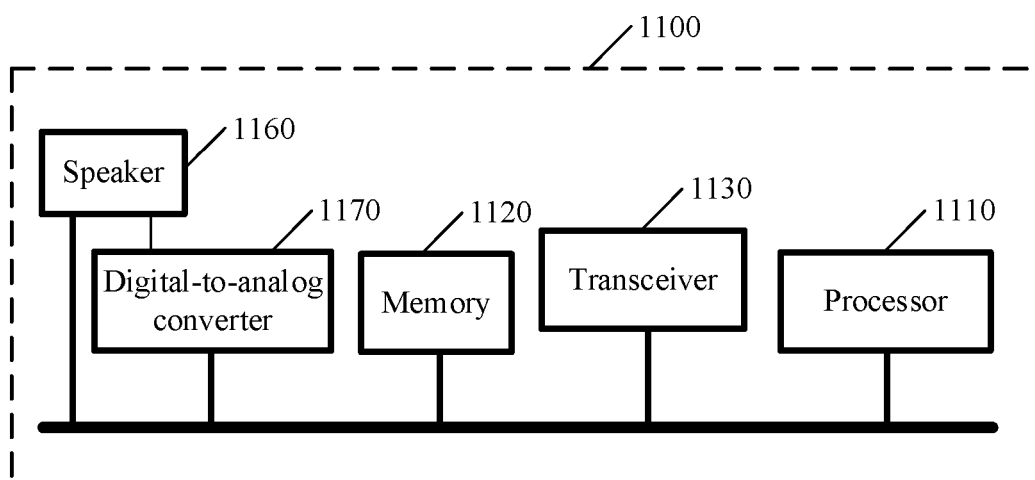 1100
1160
Speaker
1170
1120
1130
1110
Digital-to-analog
converter
Memory
Transceiver
Processor